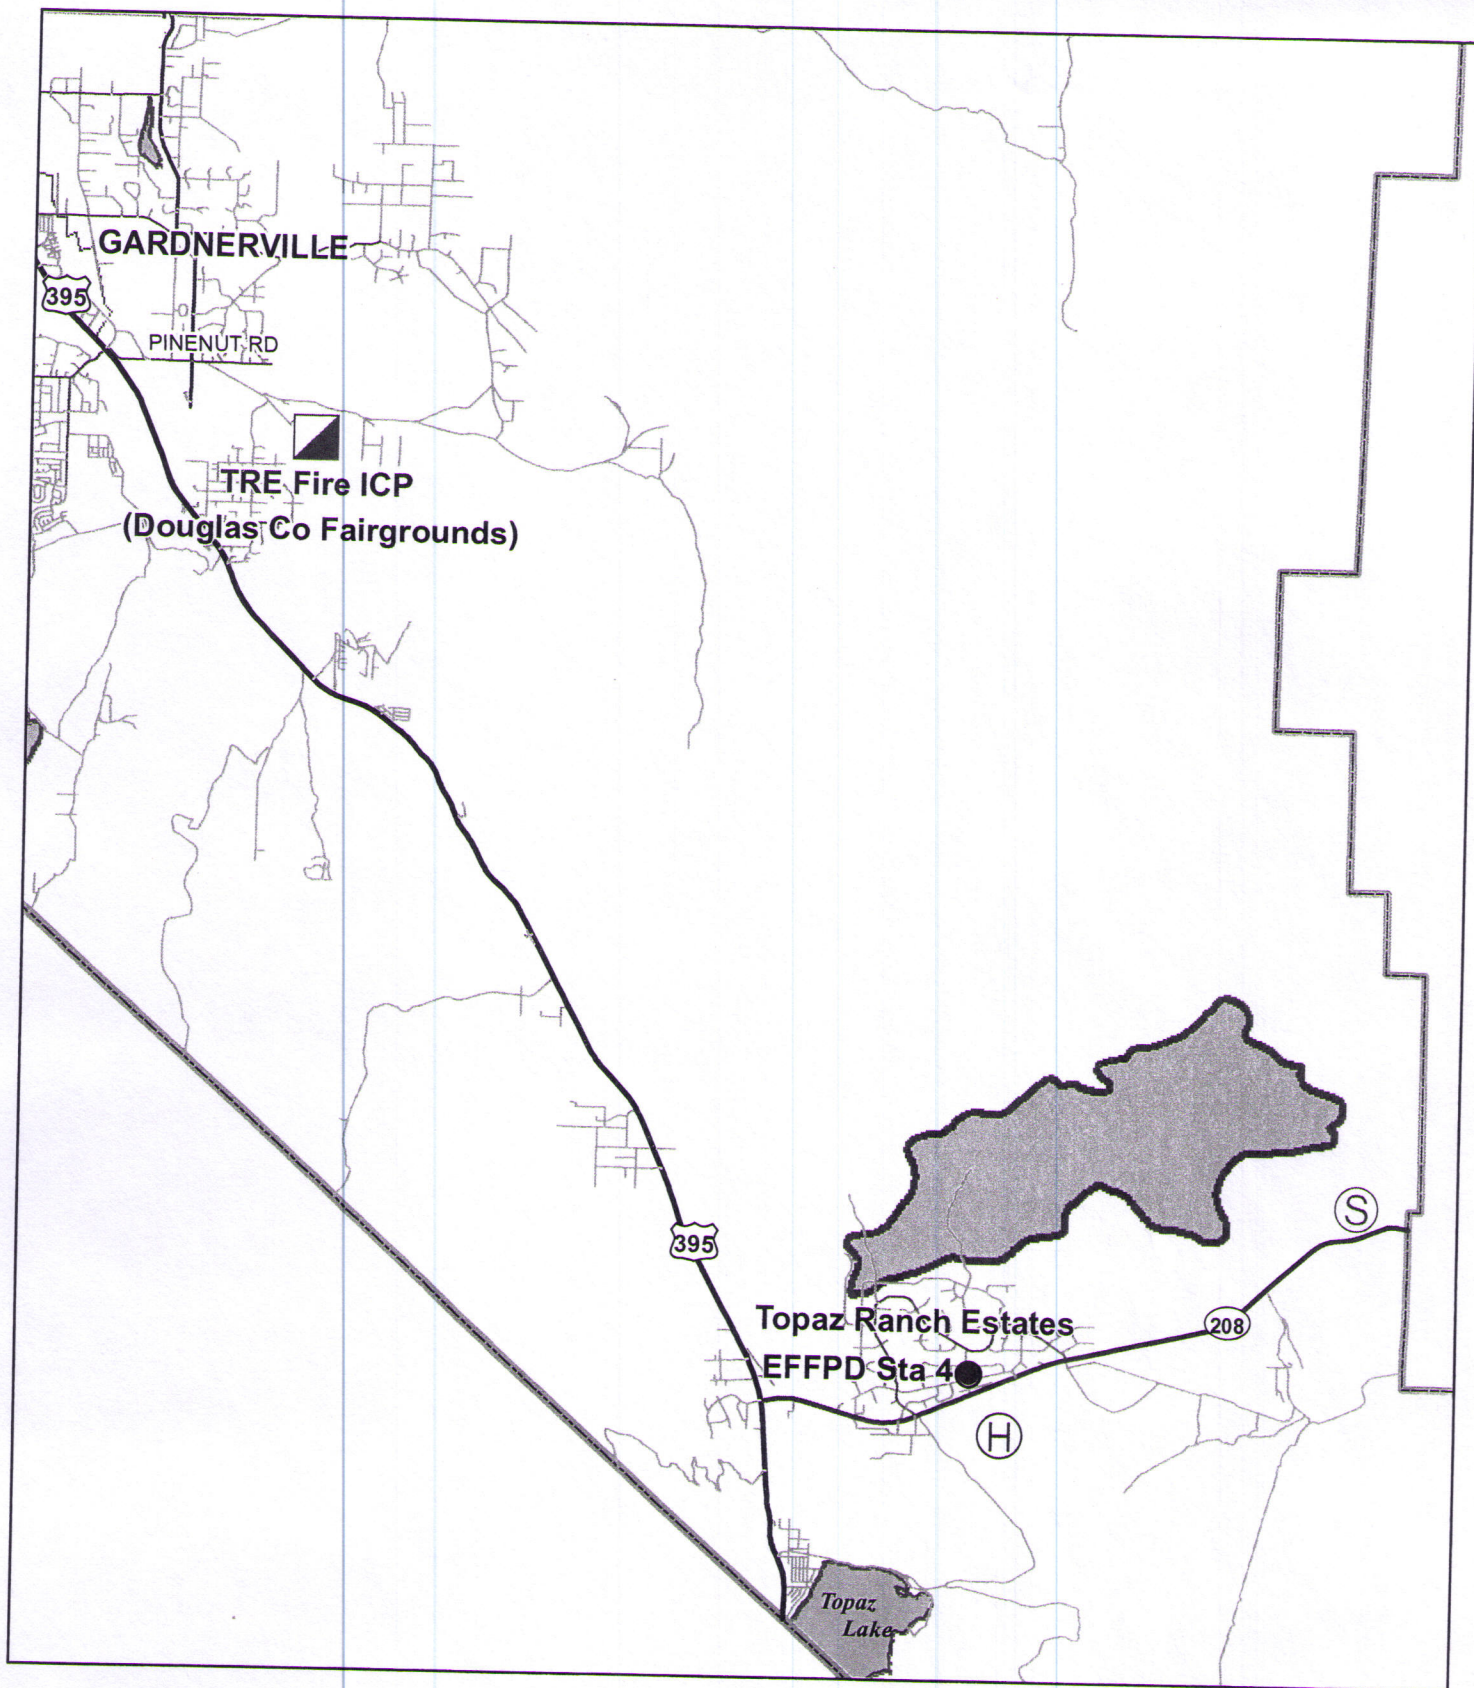 GARDNERVILLE
395
PINENUT RD
TRE Fire ICP
(Douglas Co Fairgrounds)
S
395
Topaz Ranch Estates
208
EFFPD Sta 4
H
Topaz
Lake